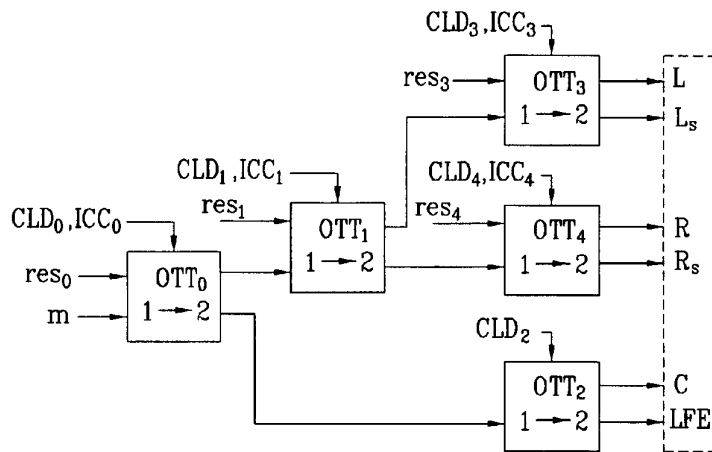 CLD₃,ICC₃
res₃
OTT₃
L
1 → 2
Lₛ
CLD₁,ICC₁
CLD₄,ICC₄
res₁
res₄
CLD₀,ICC₀
OTT₁
OTT₄
R
1 → 2
1 → 2
Rₛ
res₀
OTT₀
m
1 → 2
CLD₂
OTT₂
C
1 → 2
LFE